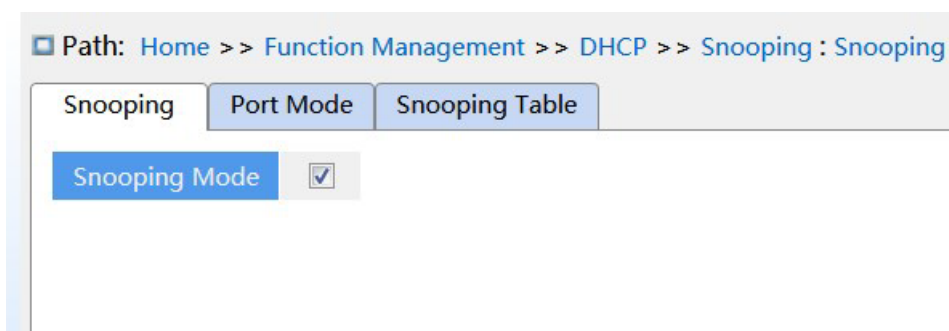 Path: Home >> Function Management >> DHCP >> Snooping : Snooping
Snooping Port Mode Snooping Table
Snooping Mode